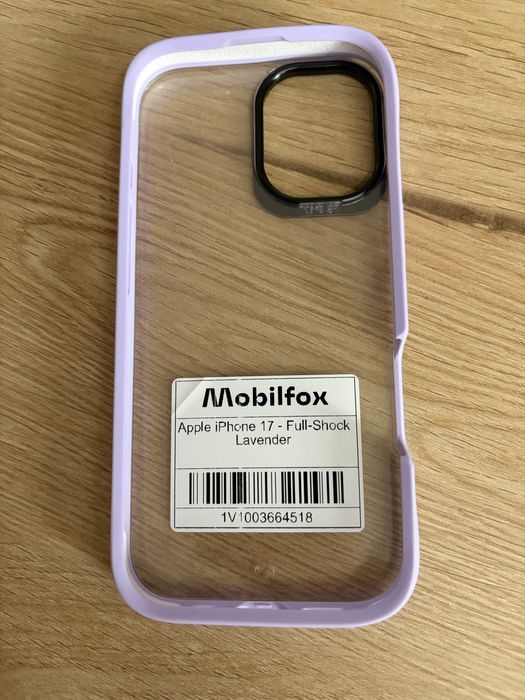 Mobilfox
Apple iPhone 17 - Full-Shock
Lavender
1V1003664518